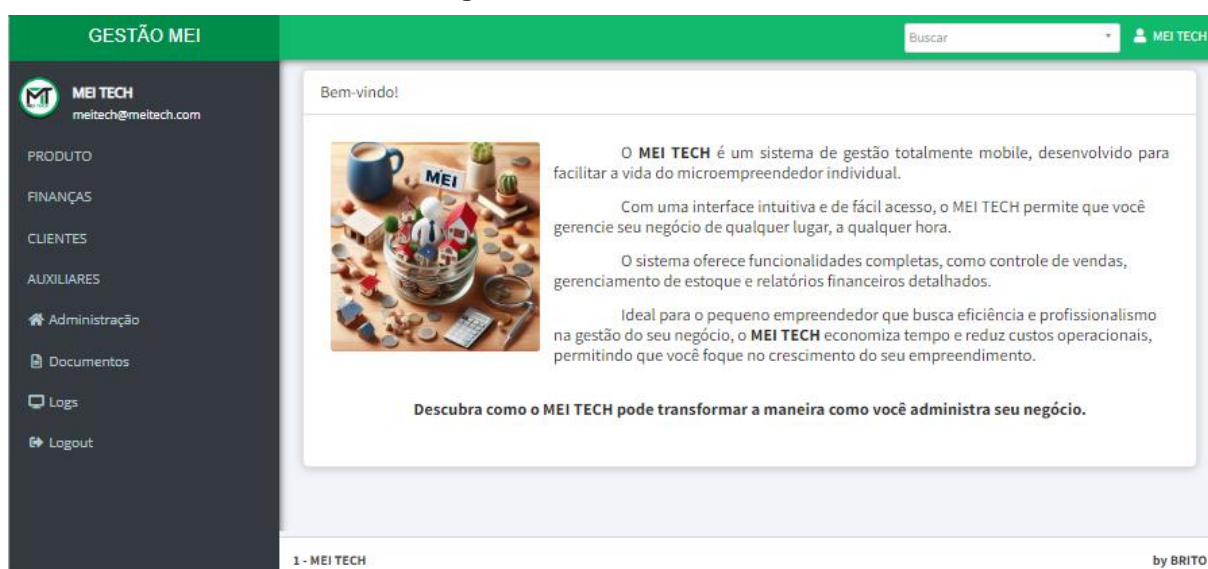 GESTÃO MEI
Buscar
MEI TECH
MT
MEI TECH
meitech@meitech.com
PRODUTO
FINANÇAS
CLIENTES
AUXILIARES
Administração
Documentos
Logs
Logout
Bem-vindo!
MEI
O MEI TECH é um sistema de gestão totalmente mobile, desenvolvido para
facilitar a vida do microempreendedor individual.
Com uma interface intuitiva e de fácil acesso, o MEI TECH permite que você
gerencie seu negócio de qualquer lugar, a qualquer hora.
O sistema oferece funcionalidades completas, como controle de vendas,
gerenciamento de estoque e relatórios financeiros detalhados.
Ideal para o pequeno empreendedor que busca eficiência e profissionalismo
na gestão do seu negócio, o MEI TECH economiza tempo e reduz custos operacionais,
permitindo que você foque no crescimento do seu empreendimento.
Descubra como o MEI TECH pode transformar a maneira como você administra seu negócio.
1 - MEI TECH
by BRITO